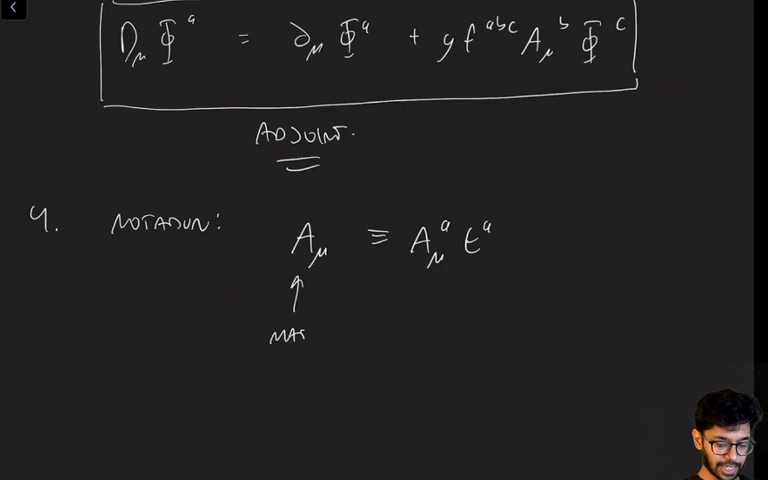 D_μ Φ^a = ∂_μ Φ^a + g f^{abc} A_μ^b Φ^c
ADJOINT.
4. NOTATION: A_μ ≡ A_μ^a t^a
↑
MAT